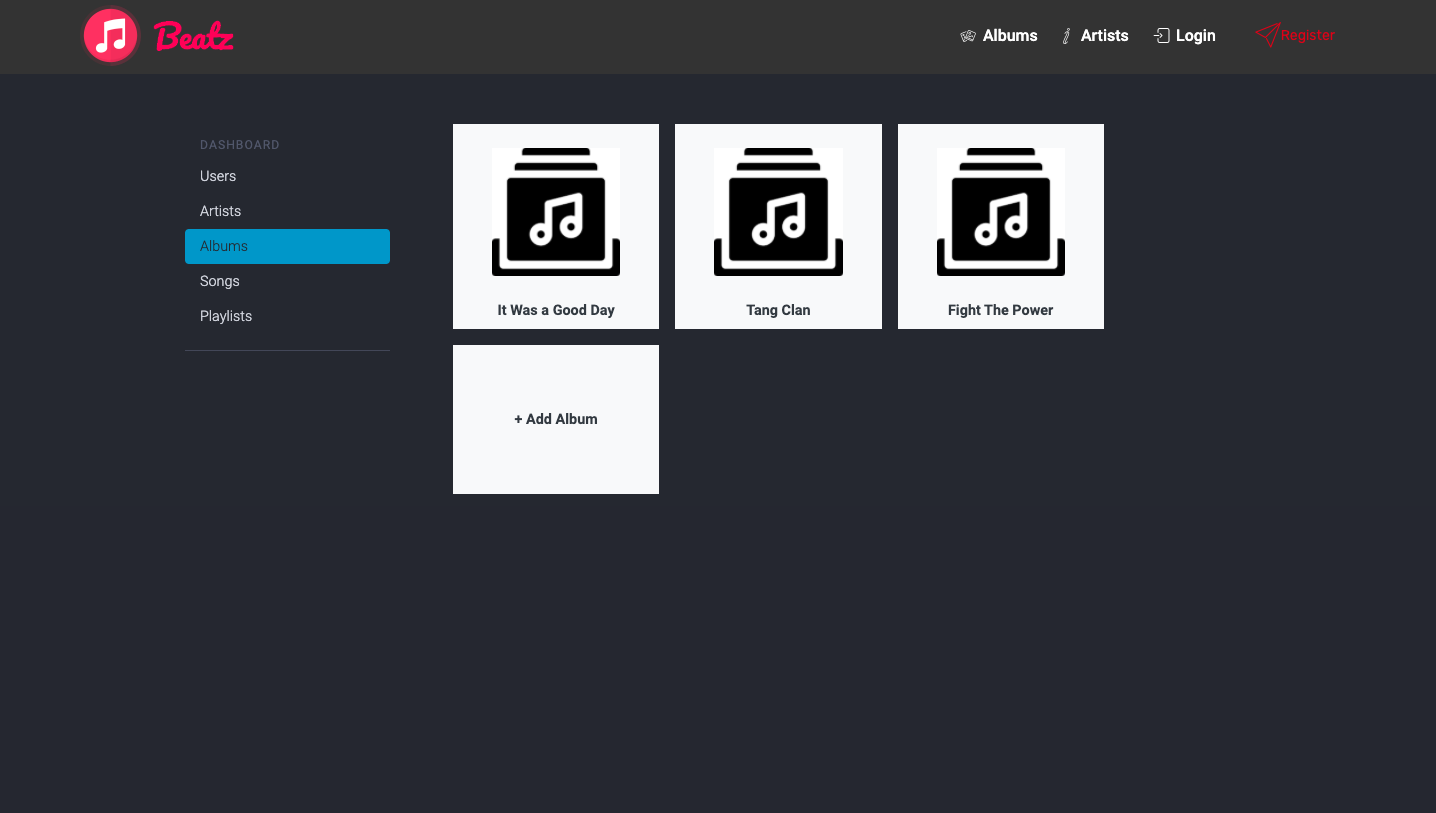 Beatz
Albums
Artists
Login
Register
DASHBOARD
Users
Artists
Albums
Songs
Playlists
It Was a Good Day
Tang Clan
Fight The Power
+ Add Album